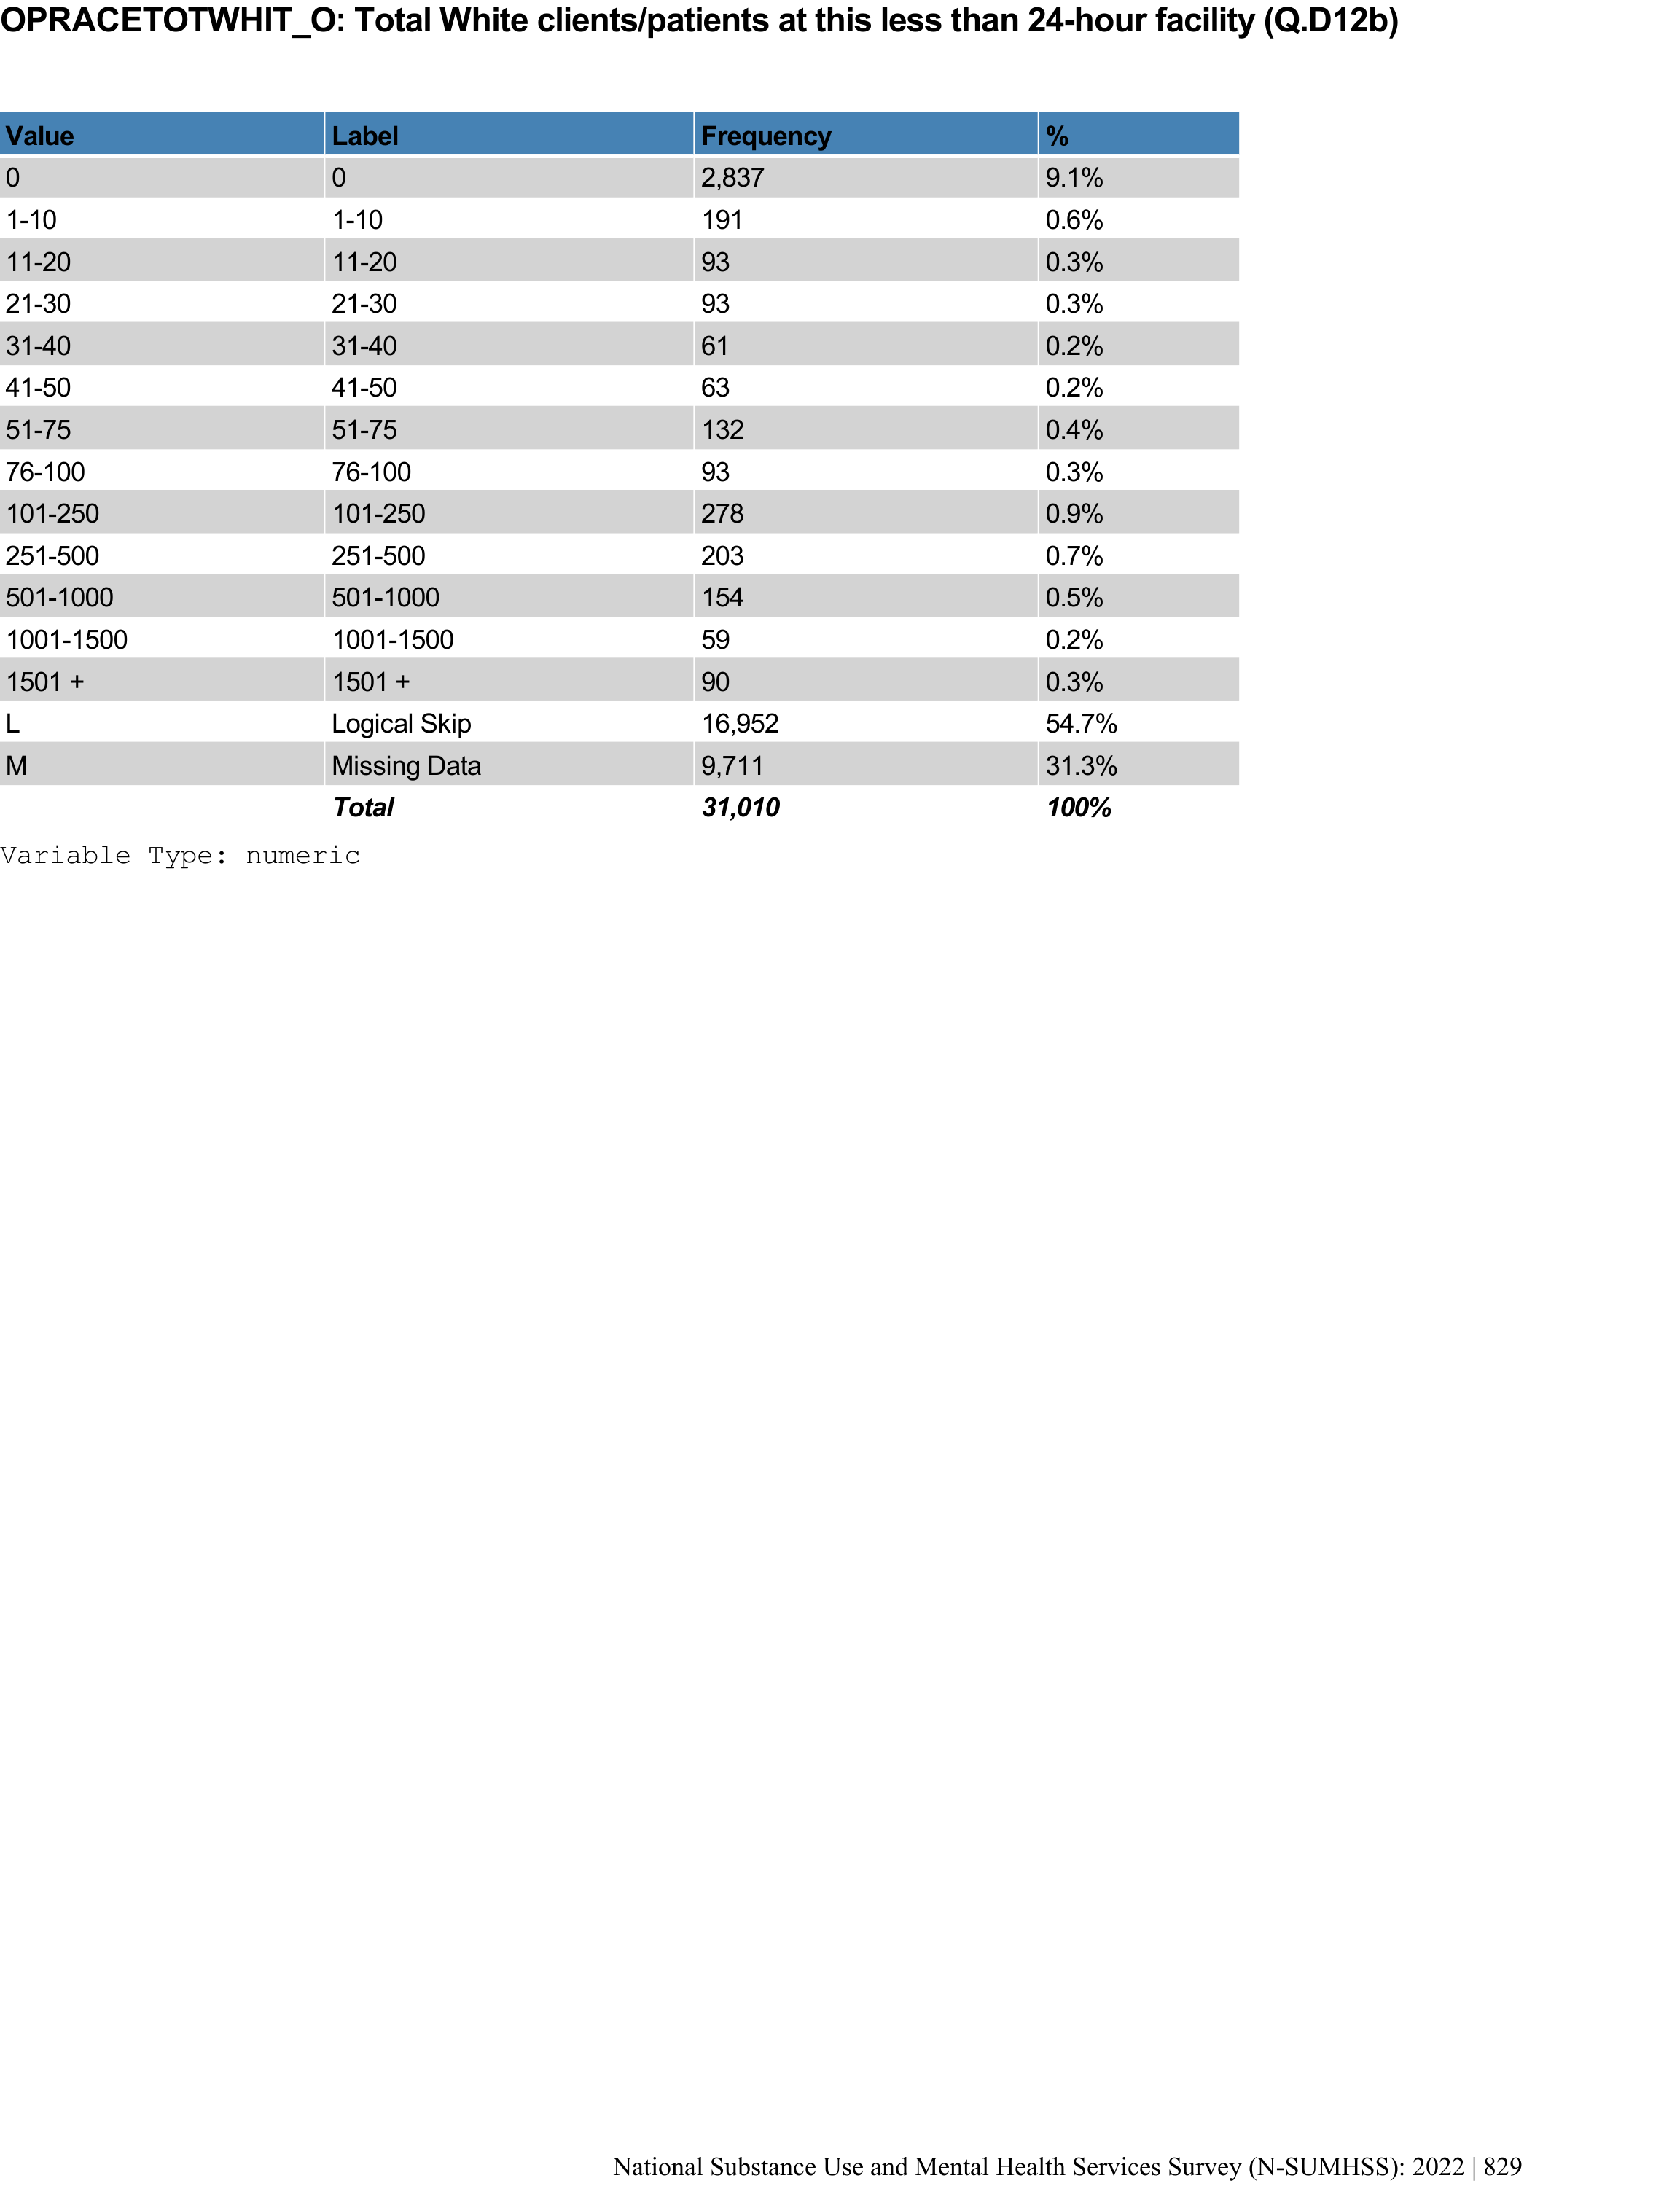 OPRACETOTWHIT_O: Total White clients/patients at this less than 24-hour facility (Q.D12b)
Value Label Frequency %
0 0 2,837 9.1%
1-10 1-10 191 0.6%
11-20 11-20 93 0.3%
21-30 21-30 93 0.3%
31-40 31-40 61 0.2%
41-50 41-50 63 0.2%
51-75 51-75 132 0.4%
76-100 76-100 93 0.3%
101-250 101-250 278 0.9%
251-500 251-500 203 0.7%
501-1000 501-1000 154 0.5%
1001-1500 1001-1500 59 0.2%
1501 + 1501 + 90 0.3%
L Logical Skip 16,952 54.7%
M Missing Data 9,711 31.3%
Total 31,010 100%
Variable Type: numeric
National Substance Use and Mental Health Services Survey (N-SUMHSS): 2022 | 829